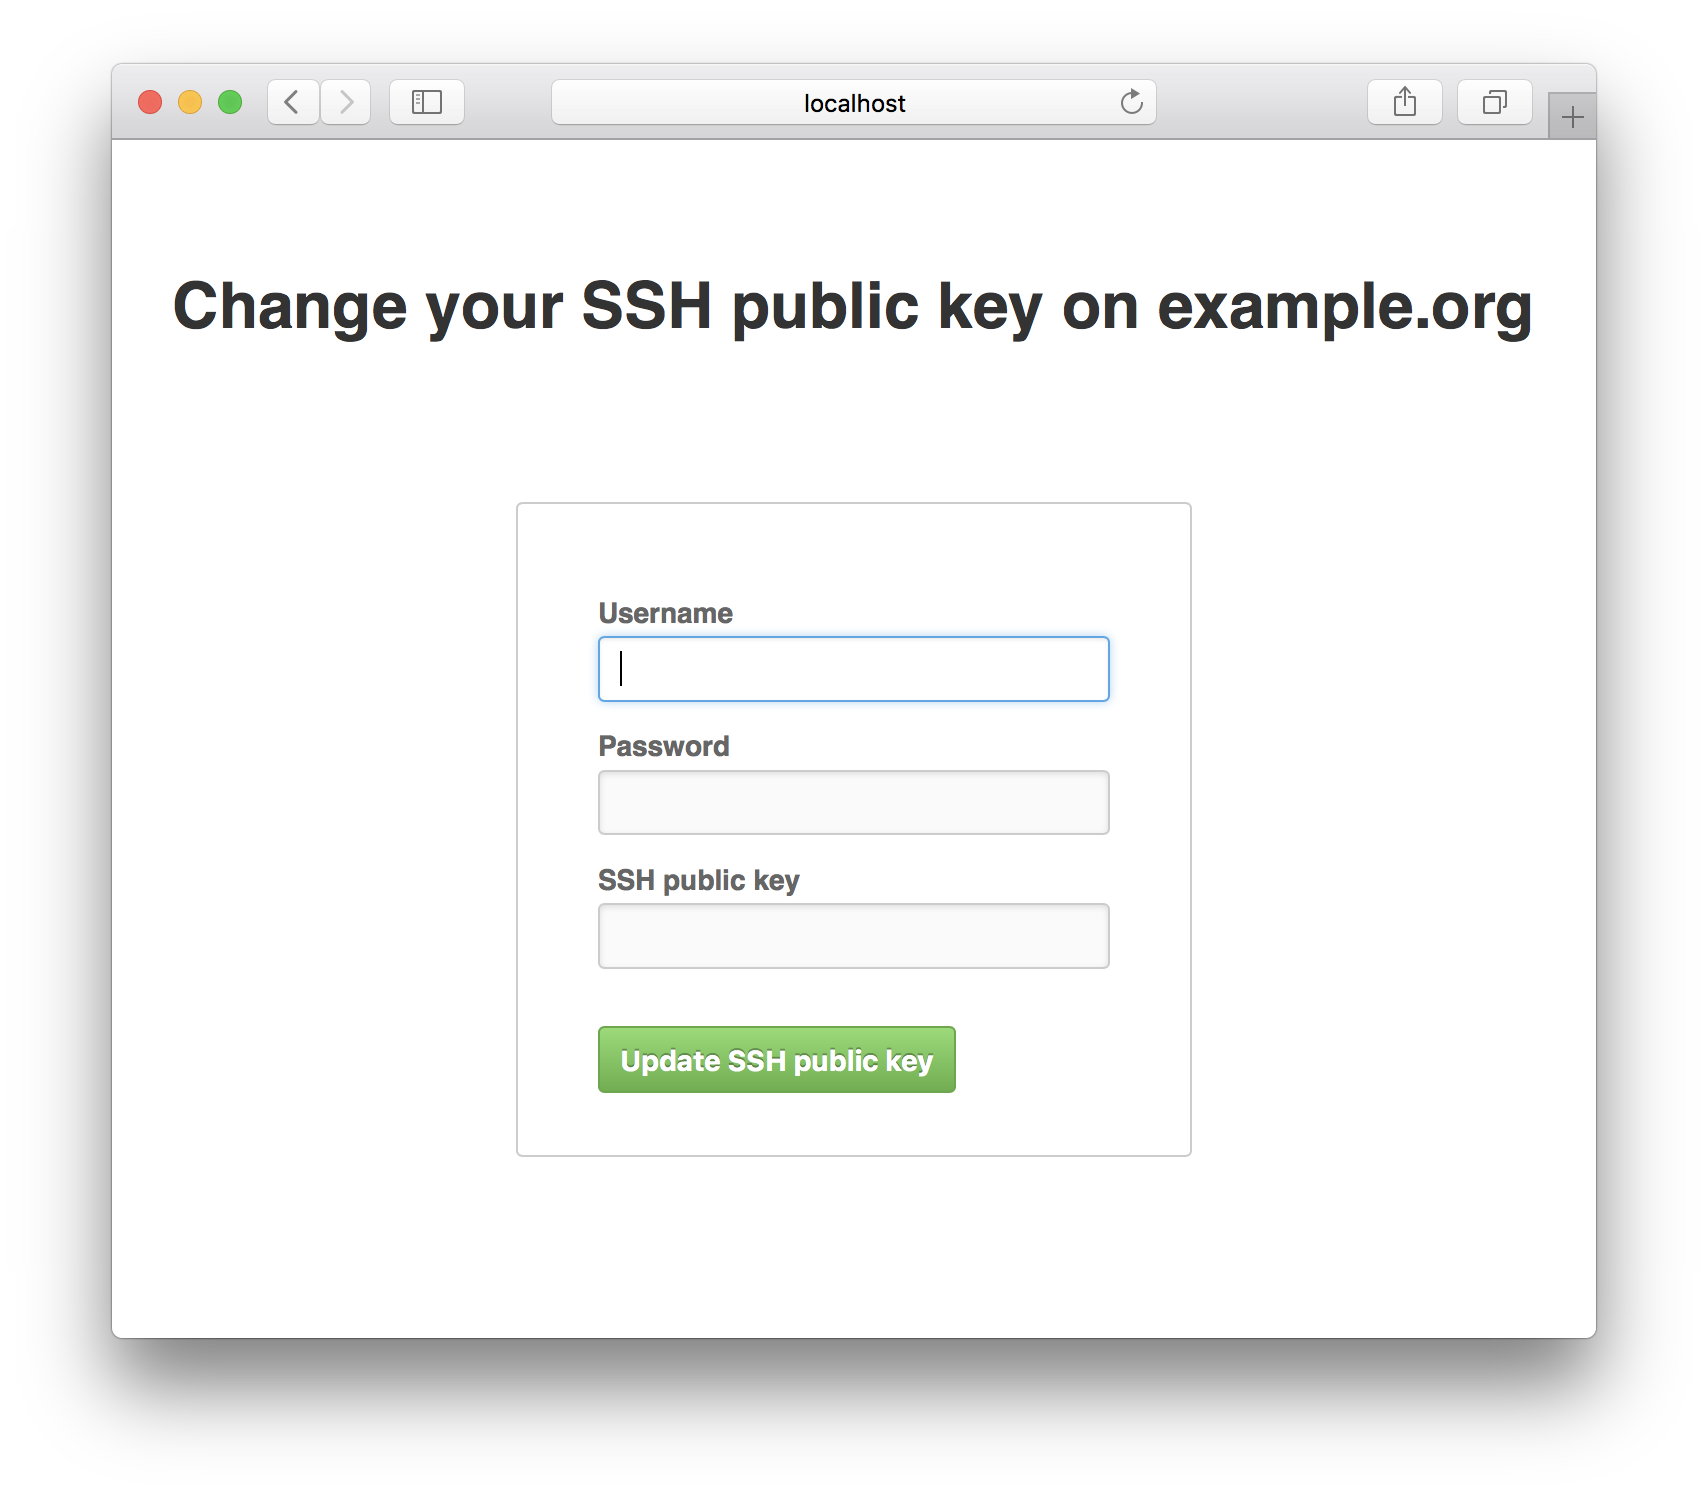 localhost
Change your SSH public key on example.org
Username
Password
SSH public key
Update SSH public key